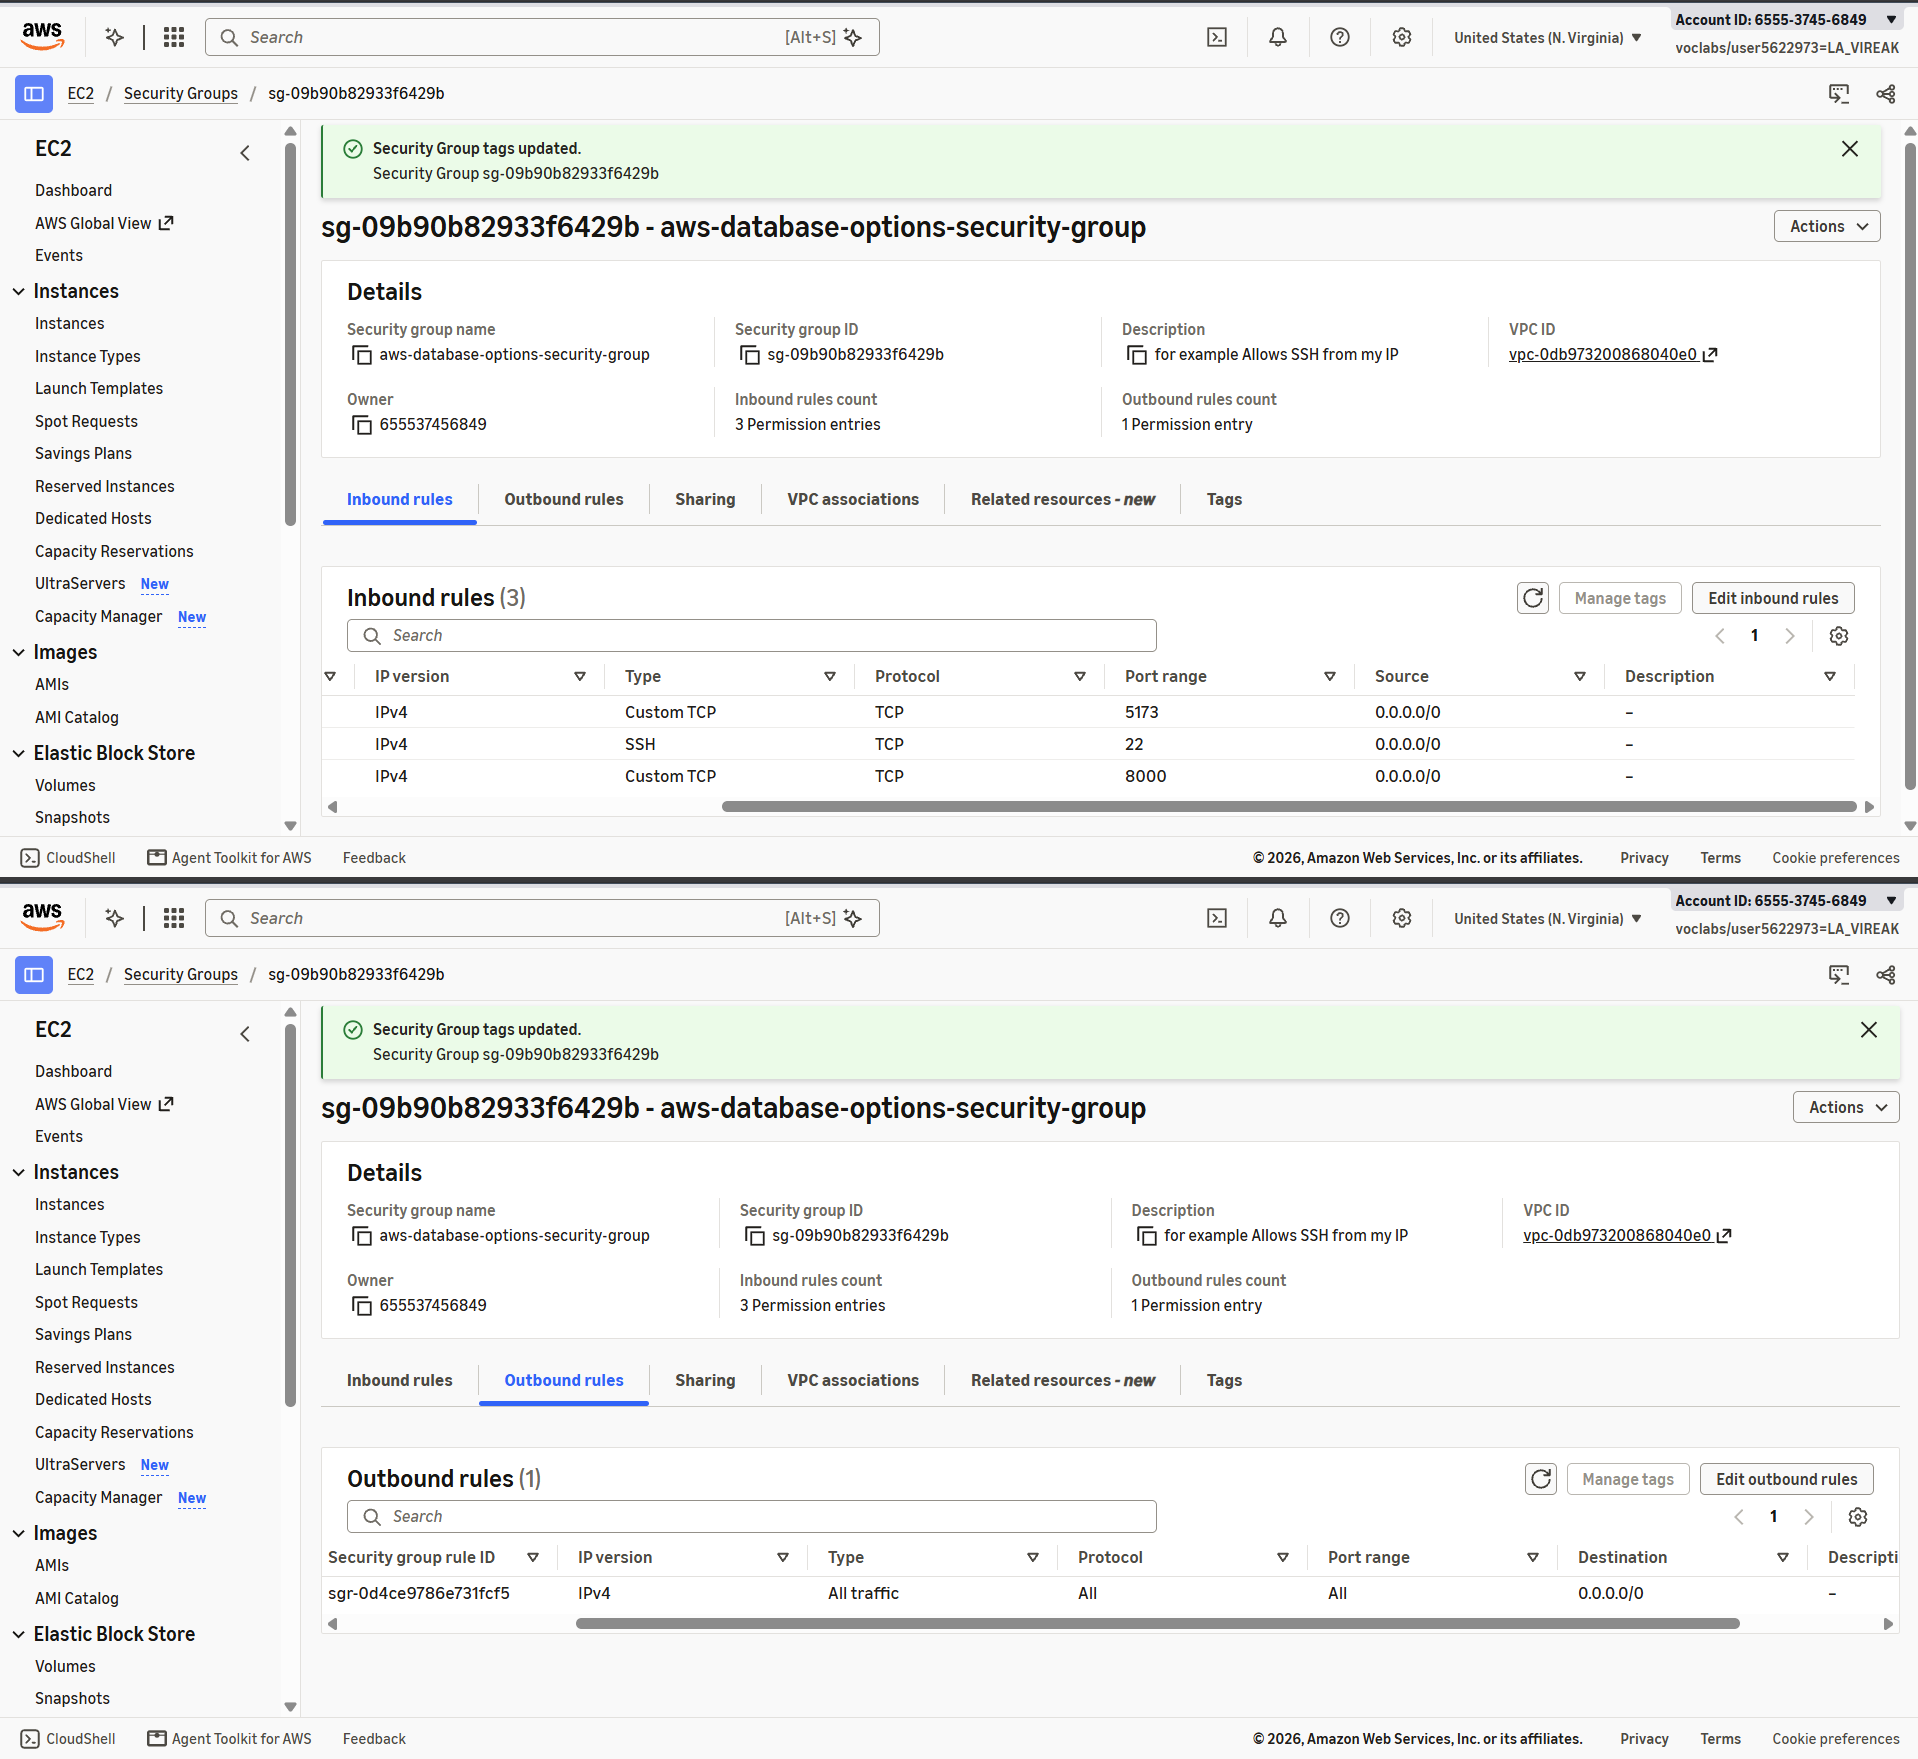 aws
Search [Alt+S]
United States (N. Virginia)
Account ID: 6555-3745-6849
voclabs/user5622973=LA_VIREAK
EC2 / Security Groups / sg-09b90b82933f6429b
EC2
Dashboard
AWS Global View
Events
Instances
Instances
Instance Types
Launch Templates
Spot Requests
Savings Plans
Reserved Instances
Dedicated Hosts
Capacity Reservations
UltraServers New
Capacity Manager New
Images
AMIs
AMI Catalog
Elastic Block Store
Volumes
Snapshots
Security Group tags updated.
Security Group sg-09b90b82933f6429b
sg-09b90b82933f6429b - aws-database-options-security-group
Actions
Details
Security group name
aws-database-options-security-group
Security group ID
sg-09b90b82933f6429b
Description
for example Allows SSH from my IP
VPC ID
vpc-0db973200868040e0
Owner
655537456849
Inbound rules count
3 Permission entries
Outbound rules count
1 Permission entry
Inbound rules Outbound rules Sharing VPC associations Related resources - new Tags
Inbound rules (3)
Manage tags Edit inbound rules
Search
1
IP version Type Protocol Port range Source Description
IPv4 Custom TCP TCP 5173 0.0.0.0/0 –
IPv4 SSH TCP 22 0.0.0.0/0 –
IPv4 Custom TCP TCP 8000 0.0.0.0/0 –
CloudShell Agent Toolkit for AWS Feedback © 2026, Amazon Web Services, Inc. or its affiliates. Privacy Terms Cookie preferences
aws
Search [Alt+S]
United States (N. Virginia)
Account ID: 6555-3745-6849
voclabs/user5622973=LA_VIREAK
EC2 / Security Groups / sg-09b90b82933f6429b
EC2
Dashboard
AWS Global View
Events
Instances
Instances
Instance Types
Launch Templates
Spot Requests
Savings Plans
Reserved Instances
Dedicated Hosts
Capacity Reservations
UltraServers New
Capacity Manager New
Images
AMIs
AMI Catalog
Elastic Block Store
Volumes
Snapshots
Security Group tags updated.
Security Group sg-09b90b82933f6429b
sg-09b90b82933f6429b - aws-database-options-security-group
Actions
Details
Security group name
aws-database-options-security-group
Security group ID
sg-09b90b82933f6429b
Description
for example Allows SSH from my IP
VPC ID
vpc-0db973200868040e0
Owner
655537456849
Inbound rules count
3 Permission entries
Outbound rules count
1 Permission entry
Inbound rules Outbound rules Sharing VPC associations Related resources - new Tags
Outbound rules (1)
Manage tags Edit outbound rules
Search
1
Security group rule ID IP version Type Protocol Port range Destination Descripti
sgr-0d4ce9786e731fcf5 IPv4 All traffic All All 0.0.0.0/0 –
CloudShell Agent Toolkit for AWS Feedback © 2026, Amazon Web Services, Inc. or its affiliates. Privacy Terms Cookie preferences